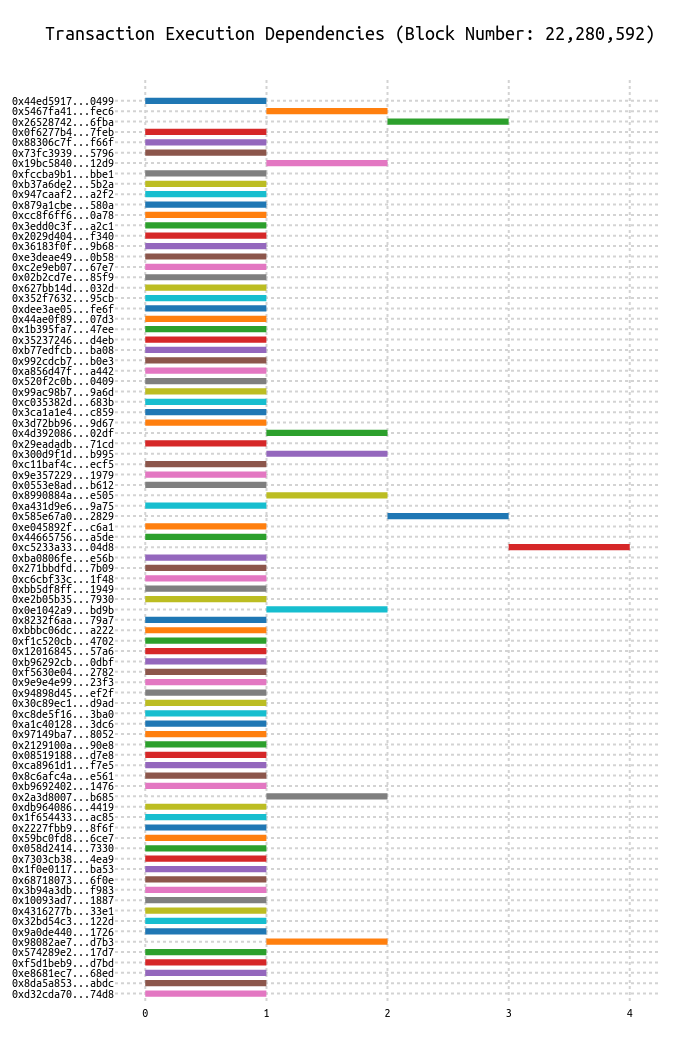 Transaction Execution Dependencies (Block Number: 22,280,592)
0x44ed5917...0499
0x5467fa41...fec6
0x26528742...6fba
0x0f6277b4...7feb
0x88306c7f...f66f
0x73fc3939...5796
0x19bc5840...12d9
0xfccba9b1...bbe1
0xb37a6de2...5b2a
0x947caaf2...a2f2
0x879a1cbe...580a
0xcc8f6ff6...0a78
0x3edd0c3f...a2c1
0x2029d404...f340
0x36183f0f...9b68
0xe3deae49...0b58
0xc2e9eb07...67e7
0x02b2cd7e...85f9
0x627bb14d...032d
0x352f7632...95cb
0xdee3ae05...fe6f
0x44ae0f89...07d3
0x1b395fa7...47ee
0x35237246...d4eb
0xb77edfcb...ba08
0x992cdcb7...b0e3
0xa856d47f...a442
0x520f2c0b...0409
0x99ac98b7...9a6d
0xc035382d...683b
0x3ca1a1e4...c859
0x3d72bb96...9d67
0x4d392086...02df
0x29eadadb...71cd
0x300d9f1d...b995
0xc11baf4c...ecf5
0x9e357229...1979
0x0553e8ad...b612
0x8990884a...e505
0xa431d9e6...9a75
0x585e67a0...2829
0xe045892f...c6a1
0x44665756...a5de
0xc5233a33...04d8
0xba0806fe...e56b
0x271bbdfd...7b09
0xc6cbf33c...1f48
0xbb5df8ff...1949
0xe2b05b35...7930
0x0e1042a9...bd9b
0x8232f6aa...79a7
0xbbbc06dc...a222
0xf1c520cb...4702
0x12016845...57a6
0xb96292cb...0dbf
0xf5630e04...2782
0x9e9e4e99...23f3
0x94898d45...ef2f
0x30c89ec1...d9ad
0xc8de5f16...3ba0
0xa1c40128...3dc6
0x97149ba7...8052
0x2129100a...90e8
0x08519188...d7e8
0xca8961d1...f7e5
0x8c6afc4a...e561
0xb9692402...1476
0x2a3d8007...b685
0xdb964086...4419
0x1f654433...ac85
0x2227fbb9...8f6f
0x59bc0fd8...6ce7
0x058d2414...7330
0x7303cb38...4ea9
0x1f0e0117...ba53
0x68718073...6f0e
0x3b94a3db...f983
0x10093ad7...1887
0x4316277b...33e1
0x32bd54c3...122d
0x9a0de440...1726
0x98082ae7...d7b3
0x574289e2...17d7
0xf5d1beb9...d7bd
0xe8681ec7...68ed
0x8da5a853...abdc
0xd32cda70...74d8
0 1 2 3 4